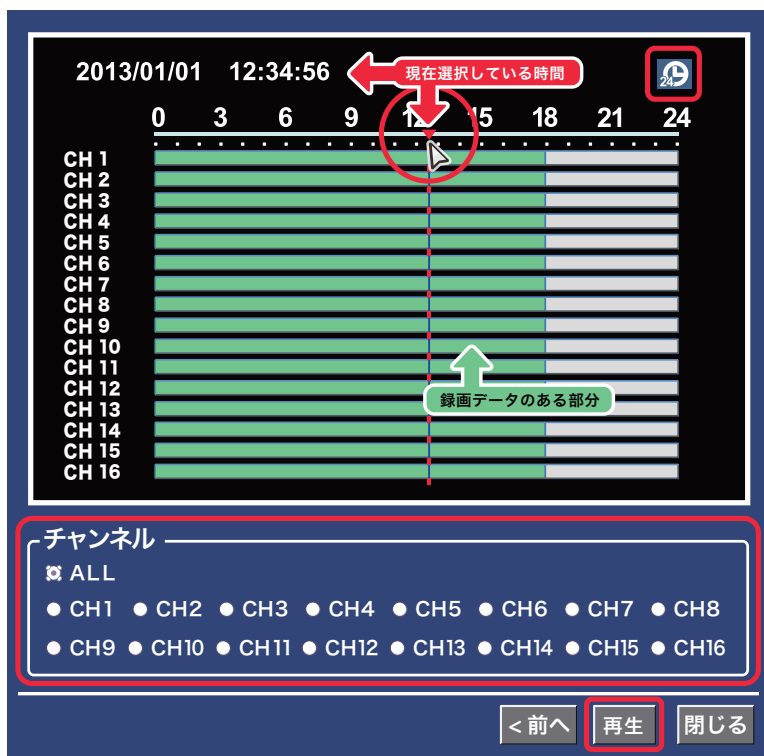 2013/01/01 12:34:56 現在選択している時間 24
0 3 6 9 12 15 18 21 24
CH 1
CH 2
CH 3
CH 4
CH 5
CH 6
CH 7
CH 8
CH 9
CH 10
CH 11
CH 12
CH 13
CH 14
CH 15
CH 16
録画データのある部分
チャンネル
ALL
CH1 CH2 CH3 CH4 CH5 CH6 CH7 CH8
CH9 CH10 CH11 CH12 CH13 CH14 CH15 CH16
<前へ 再生 閉じる